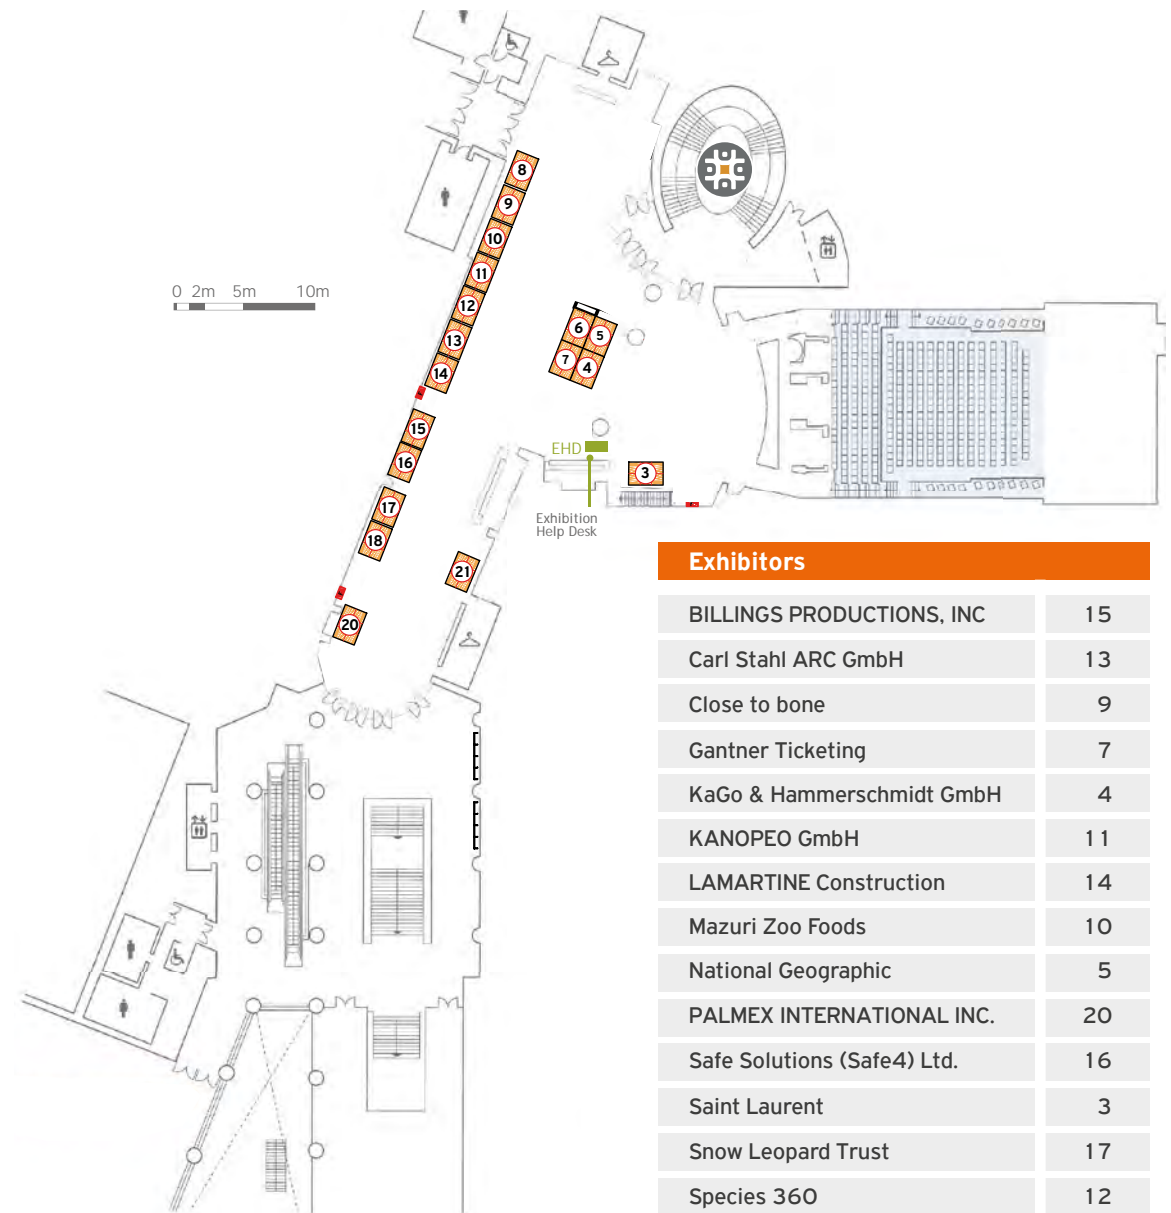 8
9
10
11
12
13
14
0 2m 5m 10m
6 5
7 4
15
16
EHD
3
17
18
Exhibition
Help Desk
21
20
Exhibitors
BILLINGS PRODUCTIONS, INC 15
Carl Stahl ARC GmbH 13
Close to bone 9
Gantner Ticketing 7
KaGo & Hammerschmidt GmbH 4
KANOPEO GmbH 11
LAMARTINE Construction 14
Mazuri Zoo Foods 10
National Geographic 5
PALMEX INTERNATIONAL INC. 20
Safe Solutions (Safe4) Ltd. 16
Saint Laurent 3
Snow Leopard Trust 17
Species 360 12